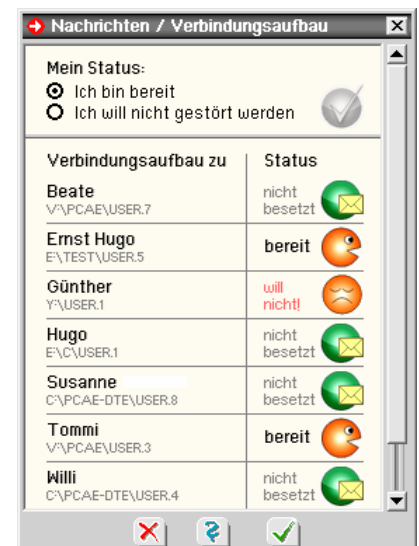 Nachrichten / Verbindungsaufbau
Mein Status:
Ich bin bereit
Ich will nicht gestört werden
Verbindungsaufbau zu | Status
Beate
V:\PCAE\USER.7
nicht
besetzt
Ernst Hugo
E:\TEST\USER.5
bereit
Günther
Y:\USER.1
will
nicht!
Hugo
E:\C\USER.1
nicht
besetzt
Susanne
C:\PCAE-DTE\USER.8
nicht
besetzt
Tommi
V:\PCAE\USER.3
bereit
Willi
C:\PCAE-DTE\USER.4
nicht
besetzt